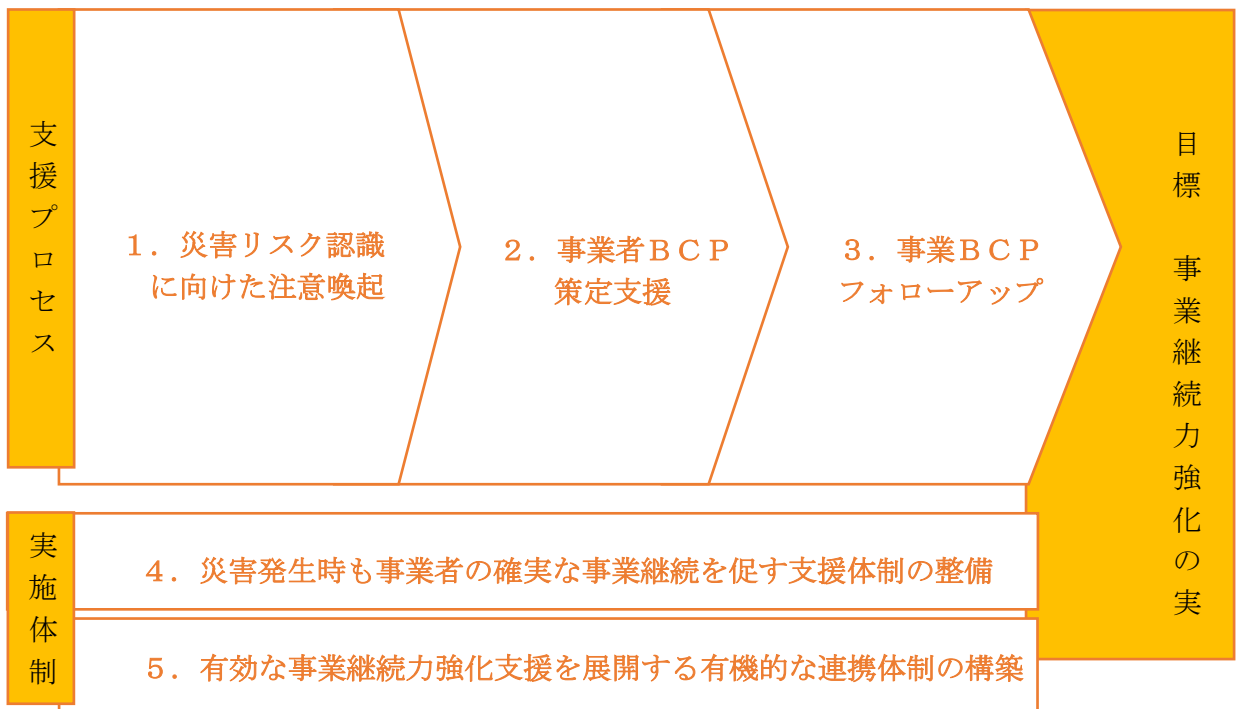 支援プロセス
１．災害リスク認識
に向けた注意喚起
２．事業者ＢＣＰ
策定支援
３．事業ＢＣＰ
フォローアップ
目標　事業継続力強化の実
実施体制
４．災害発生時も事業者の確実な事業継続を促す支援体制の整備
５．有効な事業継続力強化支援を展開する有機的な連携体制の構築